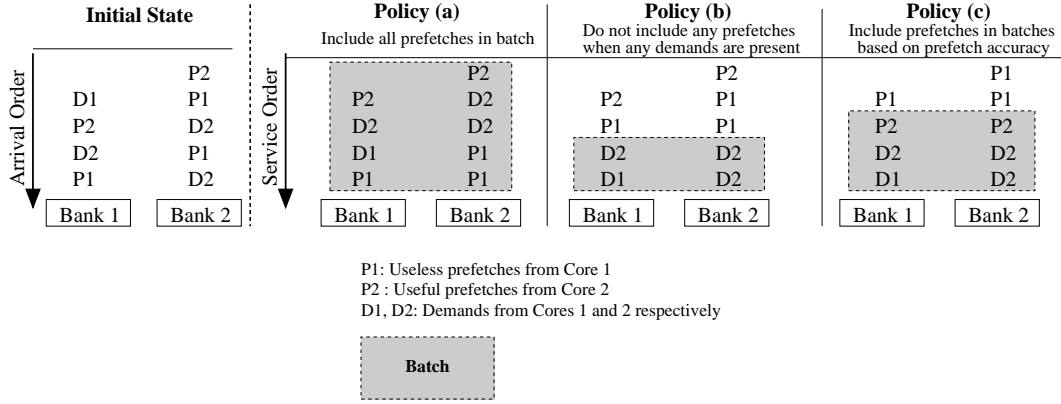 Initial State
Policy (a)
Policy (b)
Policy (c)
Include all prefetches in batch
Do not include any prefetches
when any demands are present
Include prefetches in batches
based on prefetch accuracy
Arrival Order
D1
P2
D2
P1
Bank 1
P2
P1
D2
P1
D2
Bank 2
Service Order
P2
D2
D1
P1
Bank 1
P2
D2
D2
P1
P1
Bank 2
P2
P1
D2
D1
Bank 1
P2
P1
P1
D2
D2
Bank 2
P1
P2
D2
D1
Bank 1
P1
P1
P2
D2
D2
Bank 2
P1: Useless prefetches from Core 1
P2 : Useful prefetches from Core 2
D1, D2: Demands from Cores 1 and 2 respectively
Batch